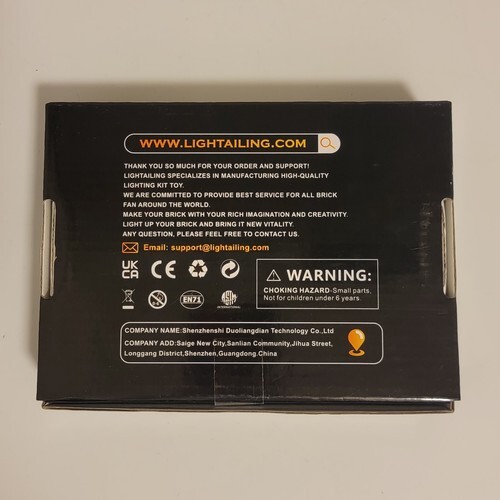 WWW.LIGHTAILING.COM
THANK YOU SO MUCH FOR YOUR ORDER AND SUPPORT!
LIGHTAILING SPECIALIZES IN MANUFACTURING HIGH-QUALITY
LIGHTING KIT TOY.
WE ARE COMMITTED TO PROVIDE BEST SERVICE FOR ALL BRICK
FAN AROUND THE WORLD.
MAKE YOUR BRICK WITH YOUR RICH IMAGINATION AND CREATIVITY.
LIGHT UP YOUR BRICK AND BRING IT NEW VITALITY.
ANY QUESTION, PLEASE FEEL FREE TO CONTACT US.
Email: support@lightailing.com
UK
CA
CE
WARNING:
CHOKING HAZARD-Small parts,
Not for children under 6 years.
0-3
EN71
ASTM
INTERNATIONAL
COMPANY NAME:Shenzhenshi Duoliangdian Technology Co.,Ltd
COMPANY ADD:Saige New City,Sanlian Community,Jihua Street,
Longgang District,Shenzhen,Guangdong.China